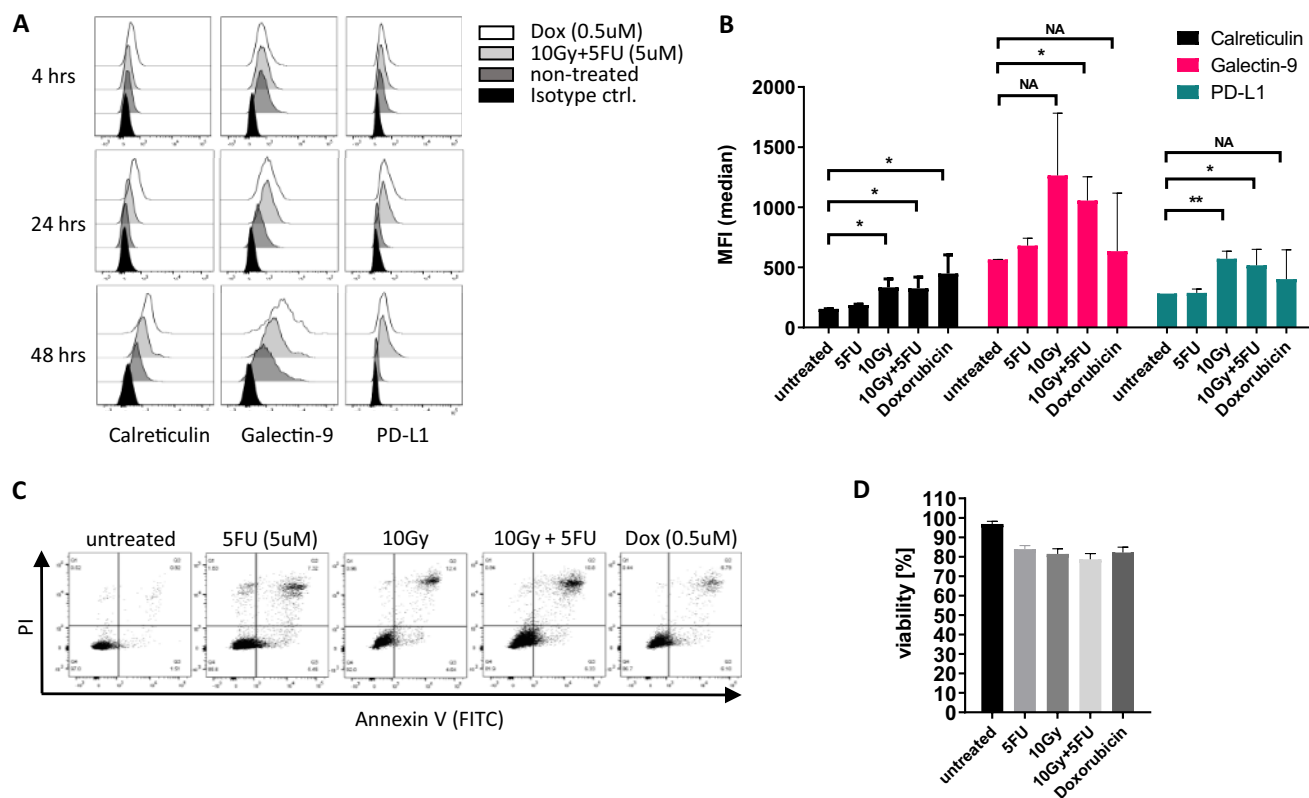 A
Dox (0.5uM)
10Gy+5FU (5uM)
non-treated
Isotype ctrl.
4 hrs
24 hrs
48 hrs
Calreticulin
Galectin-9
PD-L1
B
Calreticulin
Galectin-9
PD-L1
MFI (median)
2000
1500
1000
500
0
*
*
*
NA
*
NA
NA
*
**
untreated
5FU
10Gy
10Gy+5FU
Doxorubicin
untreated
5FU
10Gy
10Gy+5FU
Doxorubicin
untreated
5FU
10Gy
10Gy+5FU
Doxorubicin
C
untreated
5FU (5uM)
10Gy
10Gy + 5FU
Dox (0.5uM)
PI
Annexin V (FITC)
D
viability [%]
110
100
90
80
70
60
50
40
30
20
10
0
untreated
5FU
10Gy
10Gy+5FU
Doxorubicin